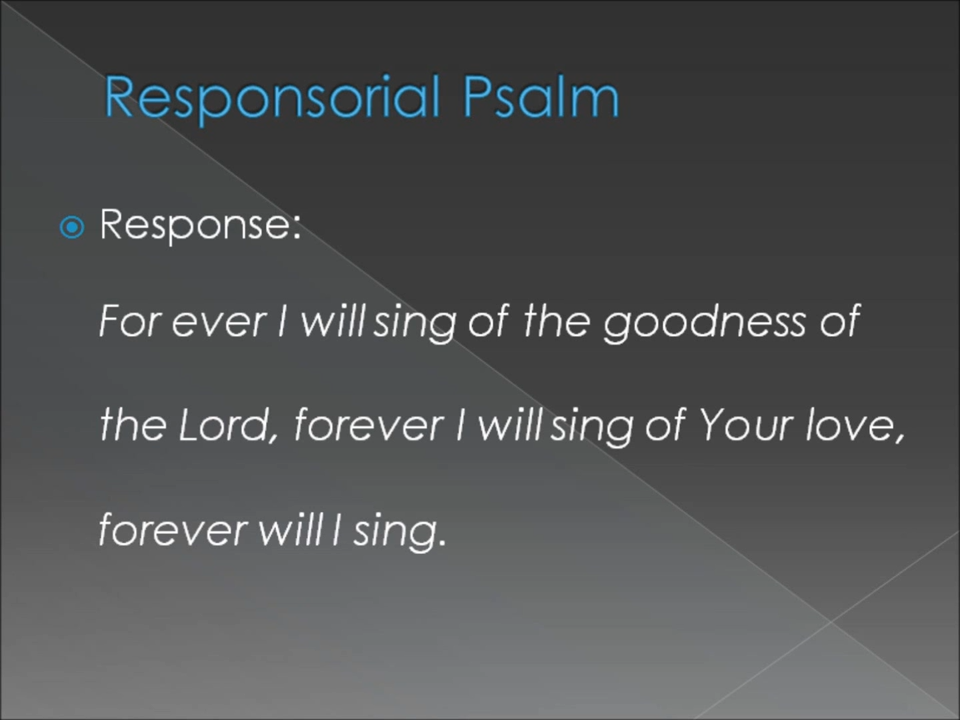 Responsorial Psalm
Response:
For ever I will sing of the goodness of
the Lord, forever I will sing of Your love,
forever will I sing.